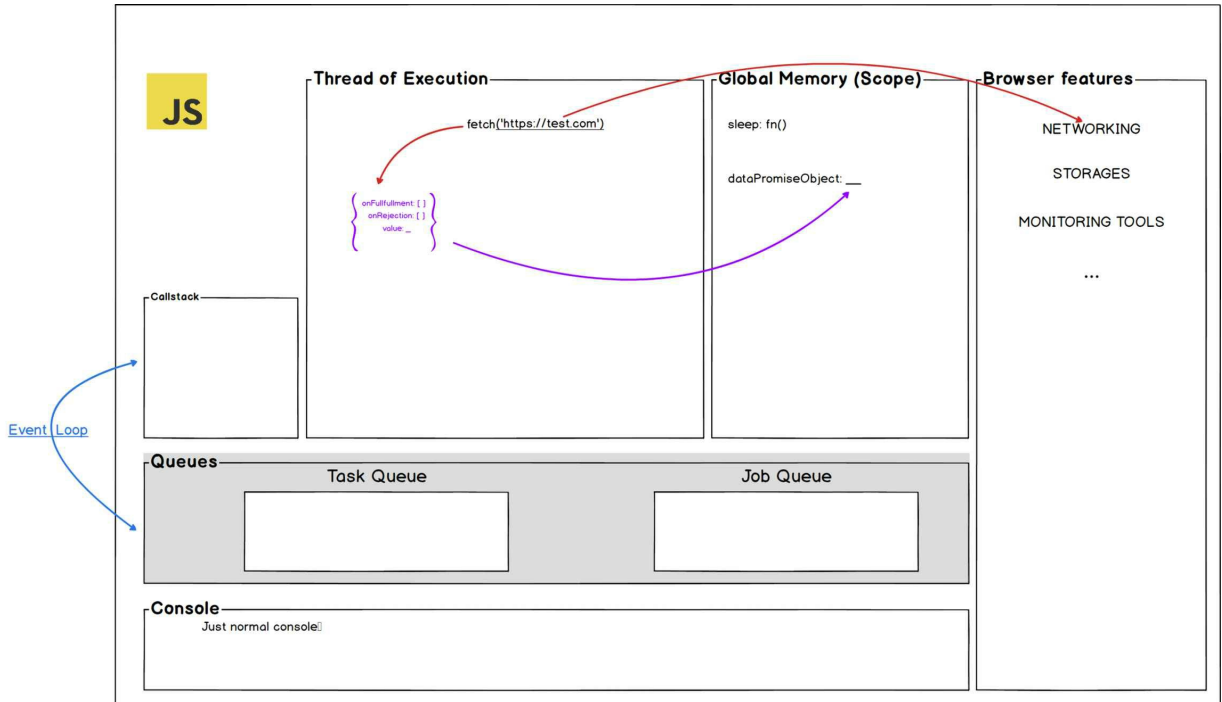 JS
Thread of Execution
fetch('https://test.com')
onFullfullment: [ ]
onRejection: [ ]
value: _
Global Memory (Scope)
sleep: fn()
dataPromiseObject: __
Browser features
NETWORKING
STORAGES
MONITORING TOOLS
...
Callstack
Event Loop
Queues
Task Queue
Job Queue
Console
Just normal console